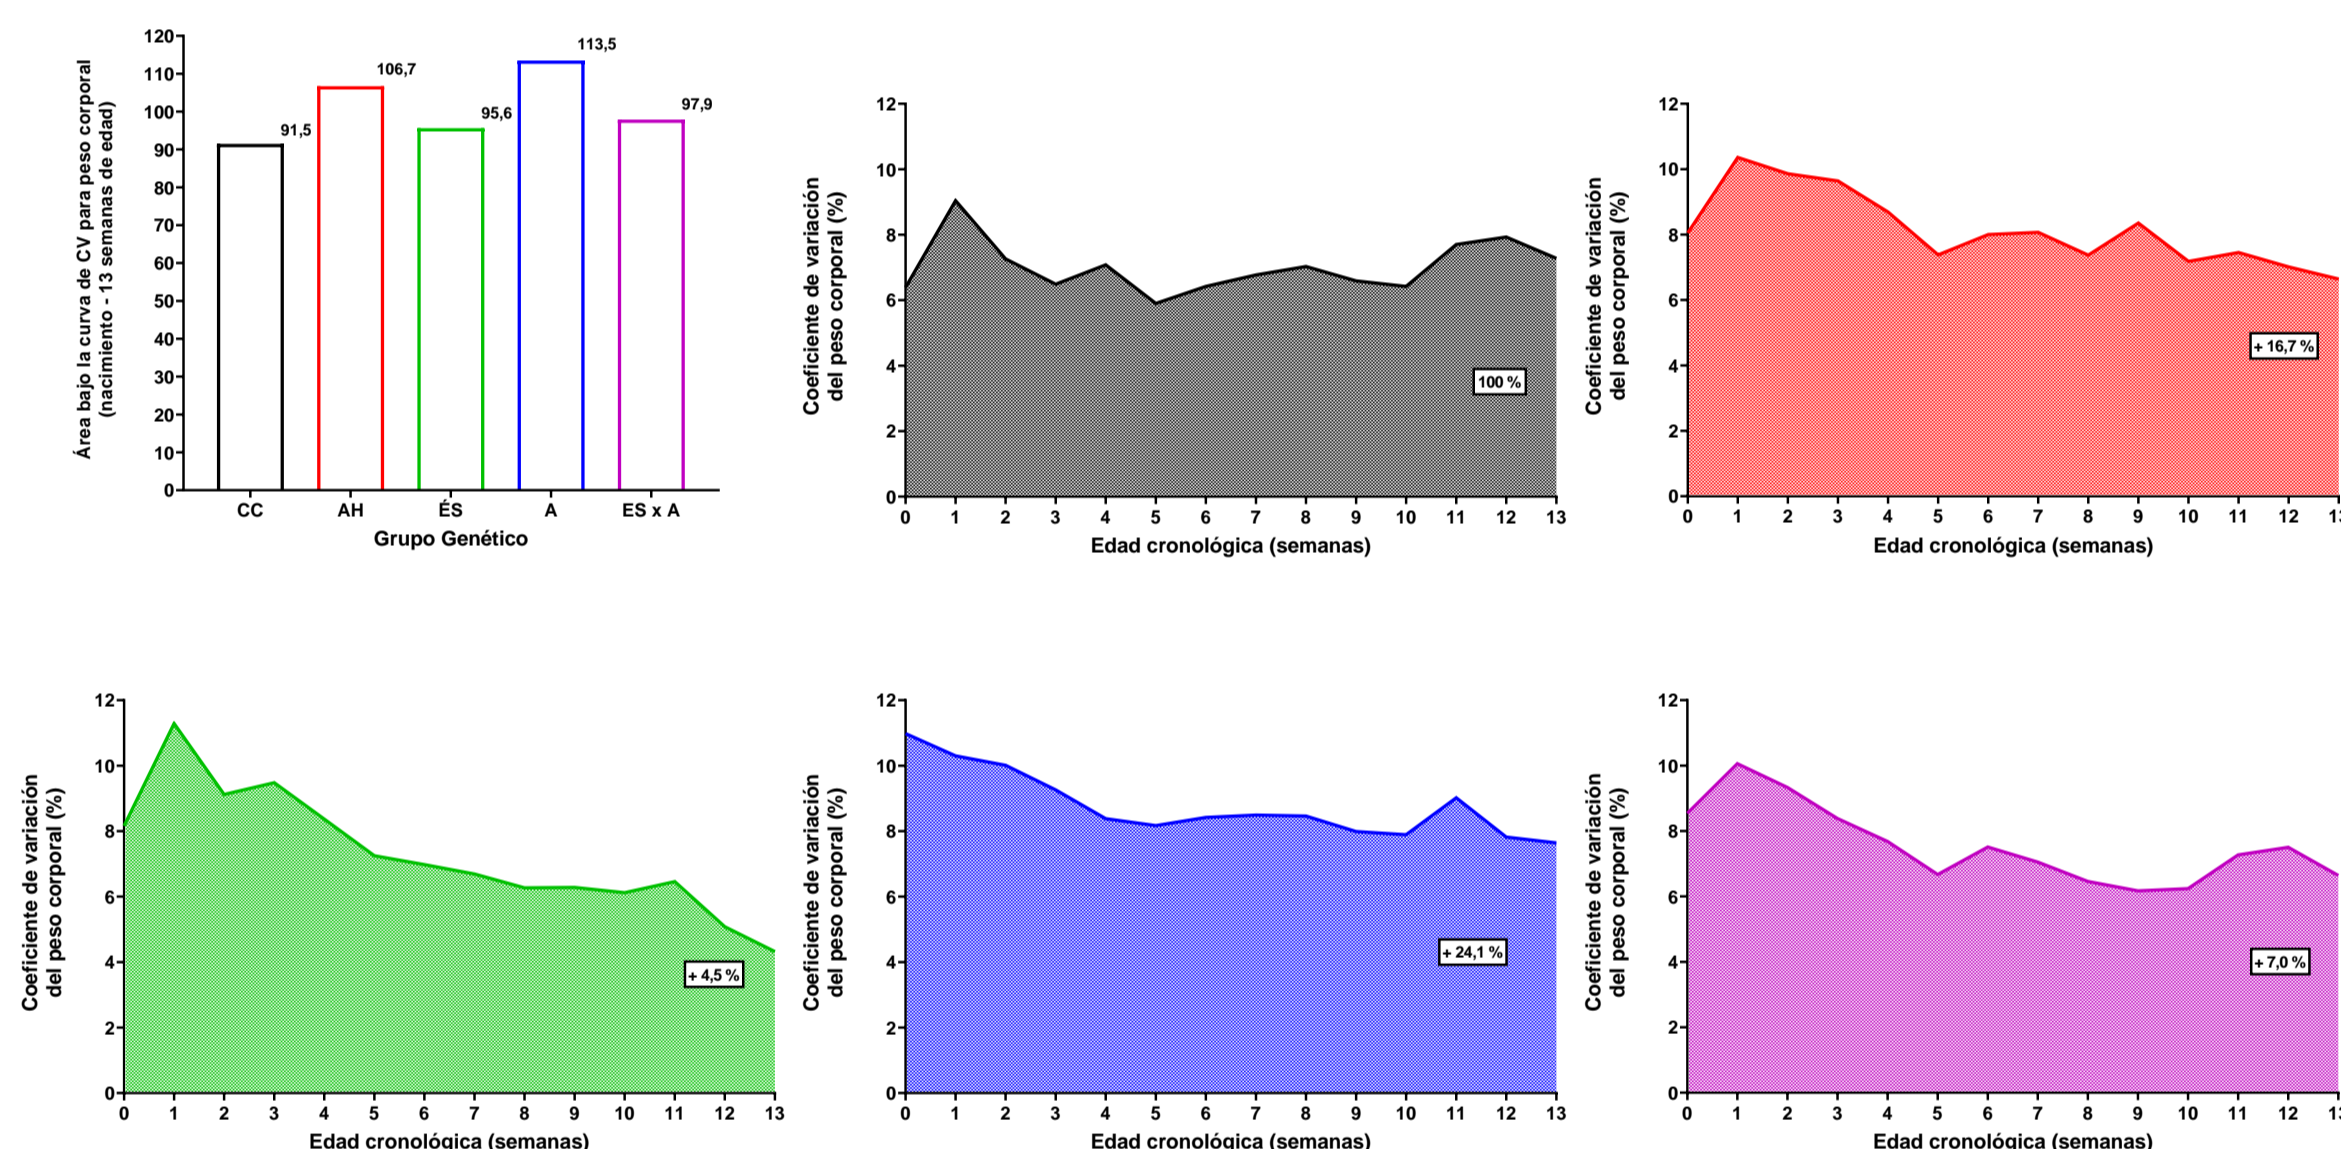 Área bajo la curva de CV para peso corporal
(nacimiento - 13 semanas de edad)
120
110
100
90
80
70
60
50
40
30
20
10
0
91,5
106,7
95,6
113,5
97,9
CC AH ÉS A ES x A
Grupo Genético
Coeficiente de variación
del peso corporal (%)
12
10
8
6
4
2
0
100 %
0 1 2 3 4 5 6 7 8 9 10 11 12 13
Edad cronológica (semanas)
Coeficiente de variación
del peso corporal (%)
12
10
8
6
4
2
0
+ 16,7 %
0 1 2 3 4 5 6 7 8 9 10 11 12 13
Edad cronológica (semanas)
Coeficiente de variación
del peso corporal (%)
12
10
8
6
4
2
0
+ 4,5 %
0 1 2 3 4 5 6 7 8 9 10 11 12 13
Edad cronológica (semanas)
Coeficiente de variación
del peso corporal (%)
12
10
8
6
4
2
0
+ 24,1 %
0 1 2 3 4 5 6 7 8 9 10 11 12 13
Edad cronológica (semanas)
Coeficiente de variación
del peso corporal (%)
12
10
8
6
4
2
0
+ 7,0 %
0 1 2 3 4 5 6 7 8 9 10 11 12 13
Edad cronológica (semanas)